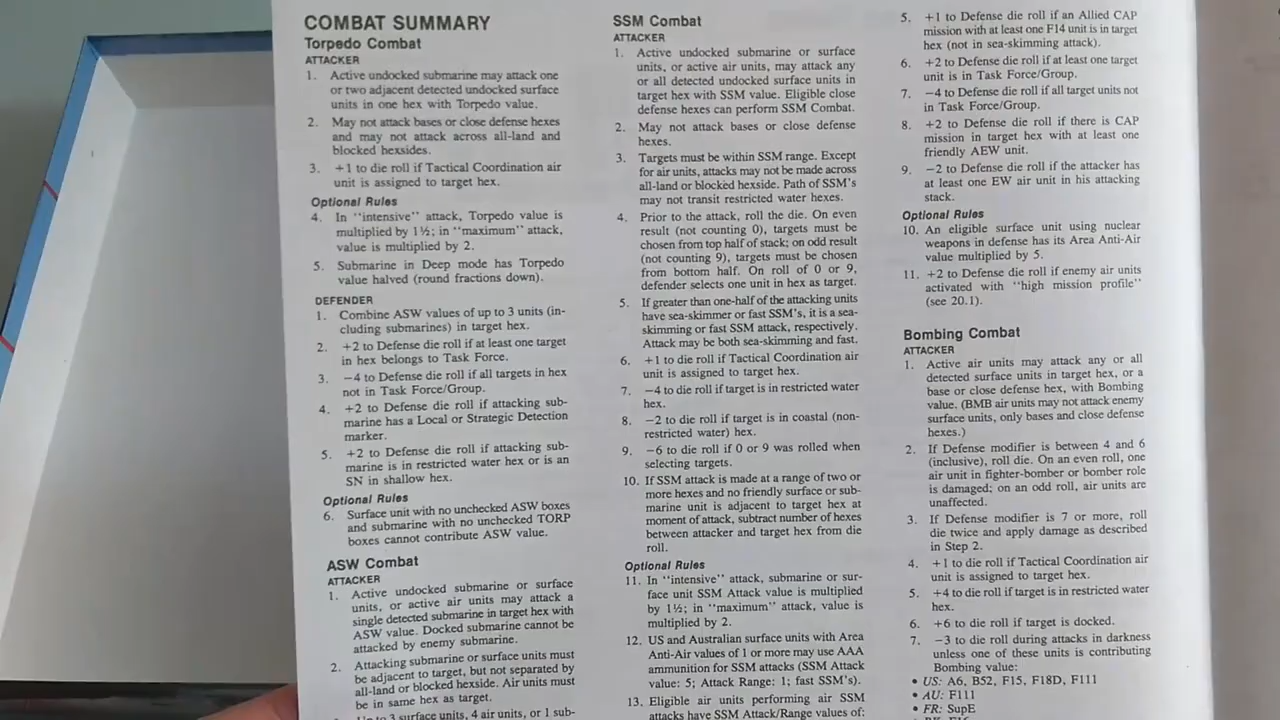 COMBAT SUMMARY
Torpedo Combat
ATTACKER
1. Active undocked submarine may attack one
or two adjacent detected undocked surface
units in one hex with Torpedo value.
2. May not attack bases or close defense hexes
and may not attack across all-land and
blocked hexsides.
3. +1 to die roll if Tactical Coordination air
unit is assigned to target hex.
Optional Rules
4. In "intensive" attack, Torpedo value is
multiplied by 1½; in "maximum" attack,
value is multiplied by 2.
5. Submarine in Deep mode has Torpedo
value halved (round fractions down).
DEFENDER
1. Combine ASW values of up to 3 units (in-
cluding submarines) in target hex.
2. +2 to Defense die roll if at least one target
in hex belongs to Task Force.
3. −4 to Defense die roll if all targets in hex
not in Task Force/Group.
4. +2 to Defense die roll if attacking sub-
marine has a Local or Strategic Detection
marker.
5. +2 to Defense die roll if attacking sub-
marine is in restricted water hex or is an
SN in shallow hex.
Optional Rules
6. Surface unit with no unchecked ASW boxes
and submarine with no unchecked TORP
boxes cannot contribute ASW value.
ASW Combat
ATTACKER
1. Active undocked submarine or surface
units, or active air units may attack a
single detected submarine in target hex with
ASW value. Docked submarine cannot be
attacked by enemy submarine.
2. Attacking submarine or surface units must
be adjacent to target, but not separated by
all-land or blocked hexside. Air units must
be in same hex as target.
Up to 3 surface units, 4 air units, or 1 sub-
SSM Combat
ATTACKER
1. Active undocked submarine or surface
units, or active air units, may attack any
or all detected undocked surface units in
target hex with SSM value. Eligible close
defense hexes can perform SSM Combat.
2. May not attack bases or close defense
hexes.
3. Targets must be within SSM range. Except
for air units, attacks may not be made across
all-land or blocked hexside. Path of SSM's
may not transit restricted water hexes.
4. Prior to the attack, roll the die. On even
result (not counting 0), targets must be
chosen from top half of stack; on odd result
(not counting 9), targets must be chosen
from bottom half. On roll of 0 or 9,
defender selects one unit in hex as target.
5. If greater than one-half of the attacking units
have sea-skimmer or fast SSM's, it is a sea-
skimming or fast SSM attack, respectively.
Attack may be both sea-skimming and fast.
6. +1 to die roll if Tactical Coordination air
unit is assigned to target hex.
7. −4 to die roll if target is in restricted water
hex.
8. −2 to die roll if target is in coastal (non-
restricted water) hex.
9. −6 to die roll if 0 or 9 was rolled when
selecting targets.
10. If SSM attack is made at a range of two or
more hexes and no friendly surface or sub-
marine unit is adjacent to target hex at
moment of attack, subtract number of hexes
between attacker and target hex from die
roll.
Optional Rules
11. In "intensive" attack, submarine or sur-
face unit SSM Attack value is multiplied
by 1½; in "maximum" attack, value is
multiplied by 2.
12. US and Australian surface units with Area
Anti-Air values of 1 or more may use AAA
ammunition for SSM attacks (SSM Attack
value: 5; Attack Range: 1; fast SSM's).
13. Eligible air units performing air SSM
attacks have SSM Attack/Range values of:
5. +1 to Defense die roll if an Allied CAP
mission with at least one F14 unit is in target
hex (not in sea-skimming attack).
6. +2 to Defense die roll if at least one target
unit is in Task Force/Group.
7. −4 to Defense die roll if all target units not
in Task Force/Group.
8. +2 to Defense die roll if there is CAP
mission in target hex with at least one
friendly AEW unit.
9. −2 to Defense die roll if the attacker has
at least one EW air unit in his attacking
stack.
Optional Rules
10. An eligible surface unit using nuclear
weapons in defense has its Area Anti-Air
value multiplied by 5.
11. +2 to Defense die roll if enemy air units
activated with "high mission profile"
(see 20.1).
Bombing Combat
ATTACKER
1. Active air units may attack any or all
detected surface units in target hex, or a
base or close defense hex, with Bombing
value. (BMB air units may not attack enemy
surface units, only bases and close defense
hexes.)
2. If Defense modifier is between 4 and 6
(inclusive), roll die. On an even roll, one
air unit in fighter-bomber or bomber role
is damaged; on an odd roll, air units are
unaffected.
3. If Defense modifier is 7 or more, roll
die twice and apply damage as described
in Step 2.
4. +1 to die roll if Tactical Coordination air
unit is assigned to target hex.
5. +4 to die roll if target is in restricted water
hex.
6. +6 to die roll if target is docked.
7. −3 to die roll during attacks in darkness
unless one of these units is contributing
Bombing value:
• US: A6, B52, F15, F18D, F111
• AU: F111
• FR: SupE